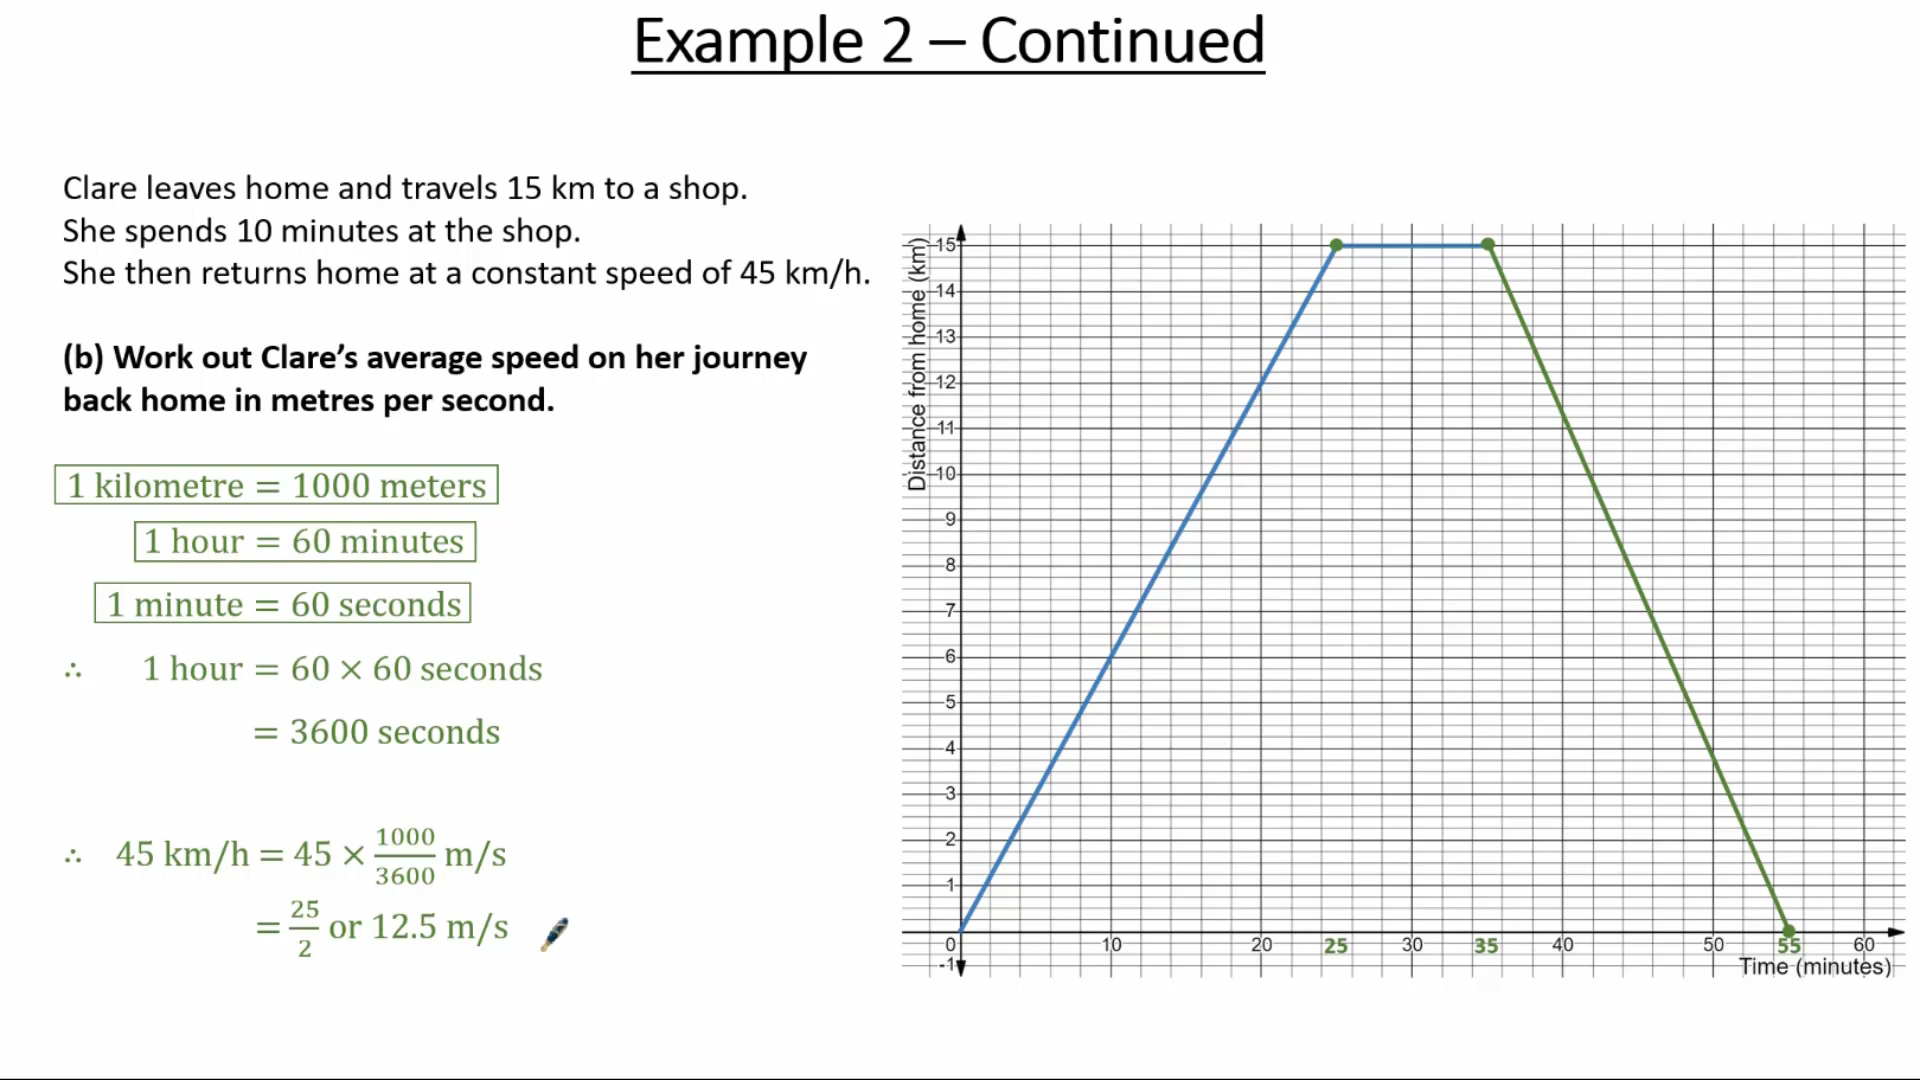 Example 2 – Continued
Clare leaves home and travels 15 km to a shop.
She spends 10 minutes at the shop.
She then returns home at a constant speed of 45 km/h.
(b) Work out Clare’s average speed on her journey
back home in metres per second.
1 kilometre = 1000 meters
1 hour = 60 minutes
1 minute = 60 seconds
∴ 1 hour = 60 × 60 seconds
= 3600 seconds
∴ 45 km/h = 45 × 1000/3600 m/s
= 25/2 or 12.5 m/s
Distance from home (km)
15
14
13
12
11
10
9
8
7
6
5
4
3
2
1
0 10 20 25 30 35 40 50 55 60
-1
Time (minutes)